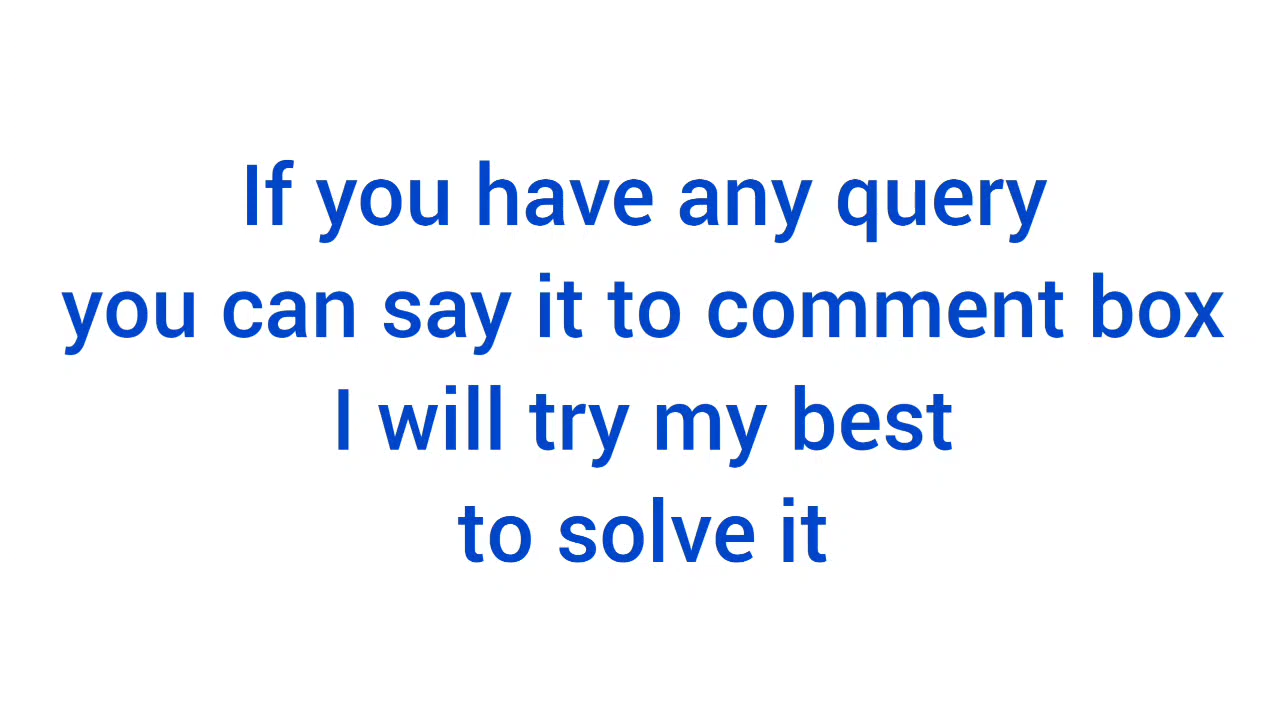 If you have any query
you can say it to comment box
I will try my best
to solve it